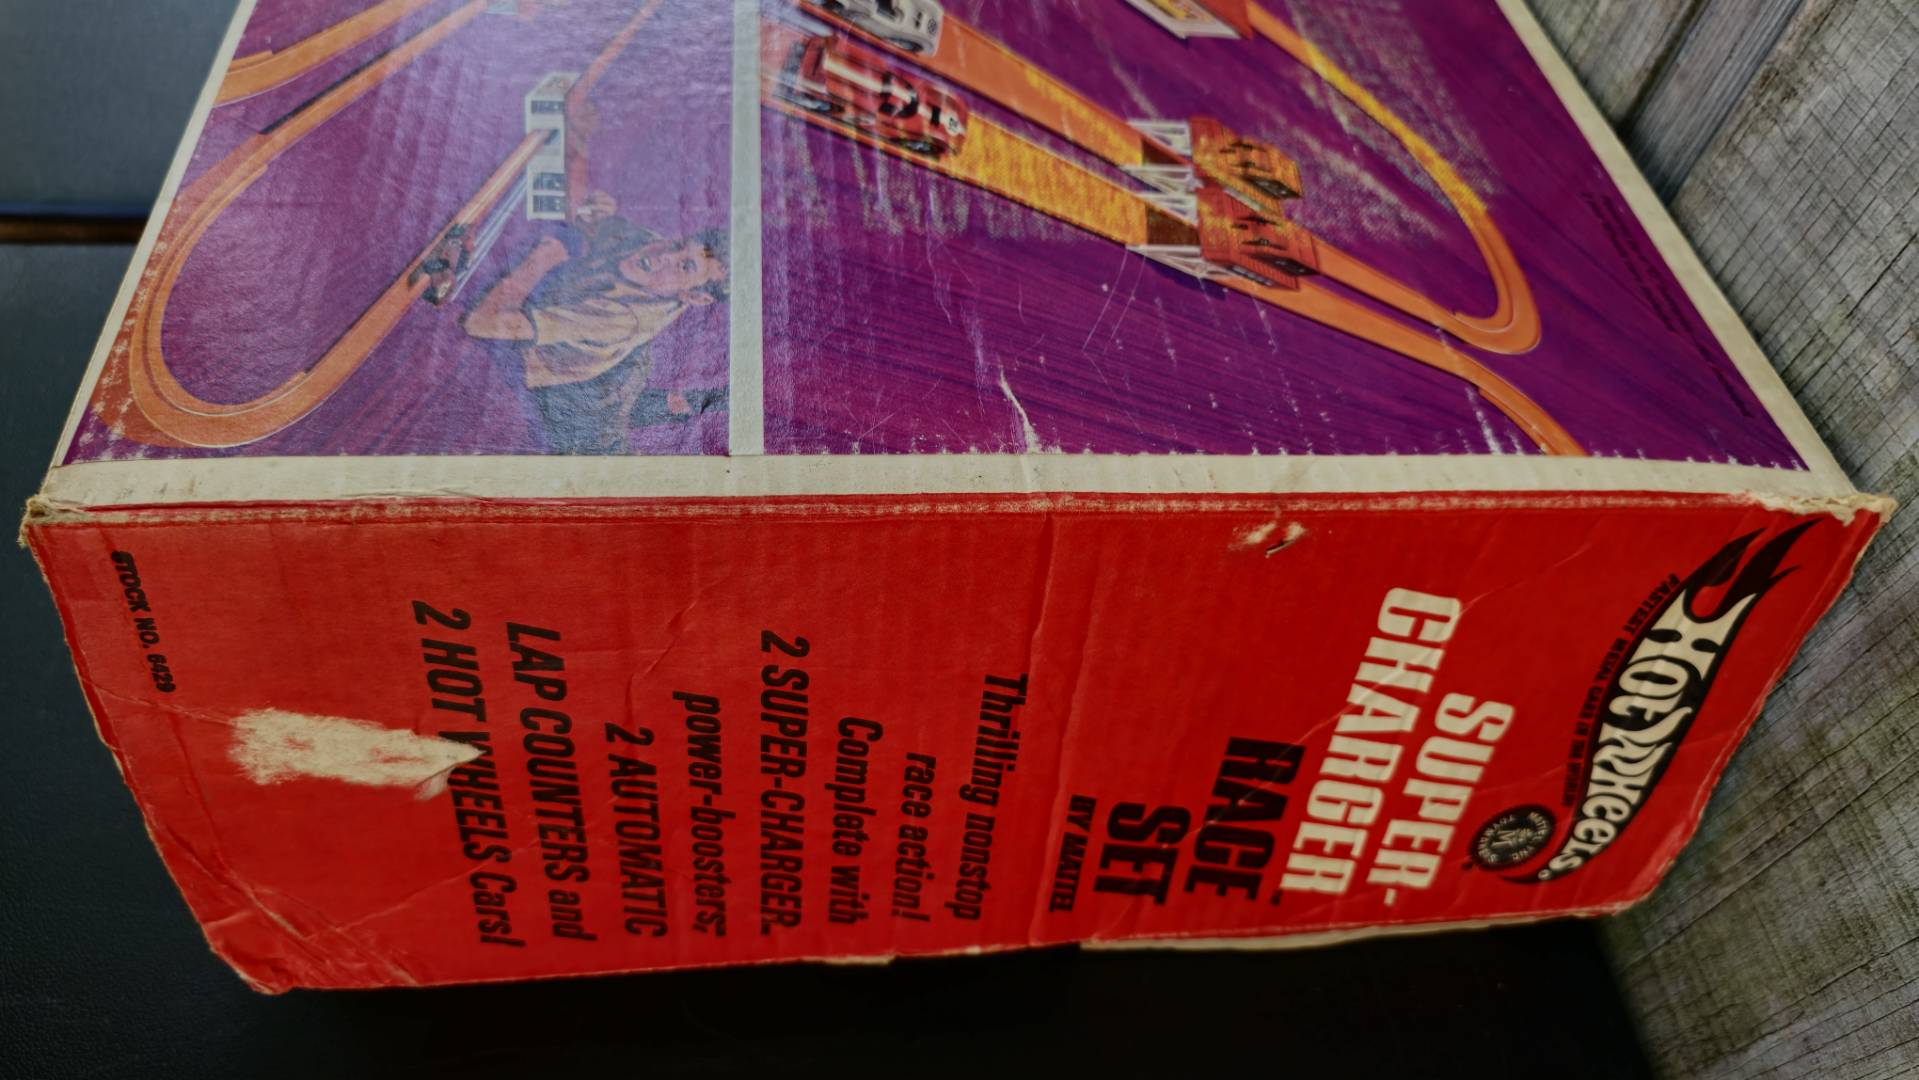 HOT WHEELS®
FASTEST METAL CARS IN THE WORLD
SUPER-
CHARGER
RACE
SET
BY MATTEL
Thrilling nonstop
race action!
Complete with
2 SUPER-CHARGER
power-boosters,
2 AUTOMATIC
LAP COUNTERS and
2 HOT WHEELS Cars!
STOCK NO. 6429